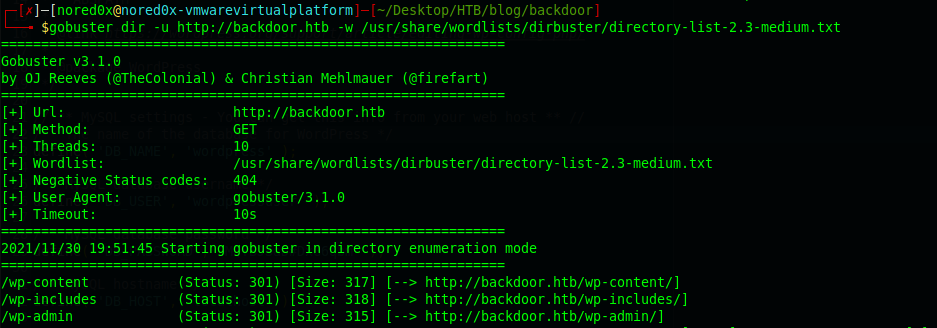 [✗]─[nored0x@nored0x-vmwarevirtualplatform]─[~/Desktop/HTB/blog/backdoor]
$gobuster dir -u http://backdoor.htb -w /usr/share/wordlists/dirbuster/directory-list-2.3-medium.txt
===============================================================
Gobuster v3.1.0
by OJ Reeves (@TheColonial) & Christian Mehlmauer (@firefart)
===============================================================
[+] Url:                     http://backdoor.htb
[+] Method:                  GET
[+] Threads:                 10
[+] Wordlist:                /usr/share/wordlists/dirbuster/directory-list-2.3-medium.txt
[+] Negative Status codes:   404
[+] User Agent:              gobuster/3.1.0
[+] Timeout:                 10s
===============================================================
2021/11/30 19:51:45 Starting gobuster in directory enumeration mode
===============================================================
/wp-content           (Status: 301) [Size: 317] [--> http://backdoor.htb/wp-content/]
/wp-includes          (Status: 301) [Size: 318] [--> http://backdoor.htb/wp-includes/]
/wp-admin             (Status: 301) [Size: 315] [--> http://backdoor.htb/wp-admin/]